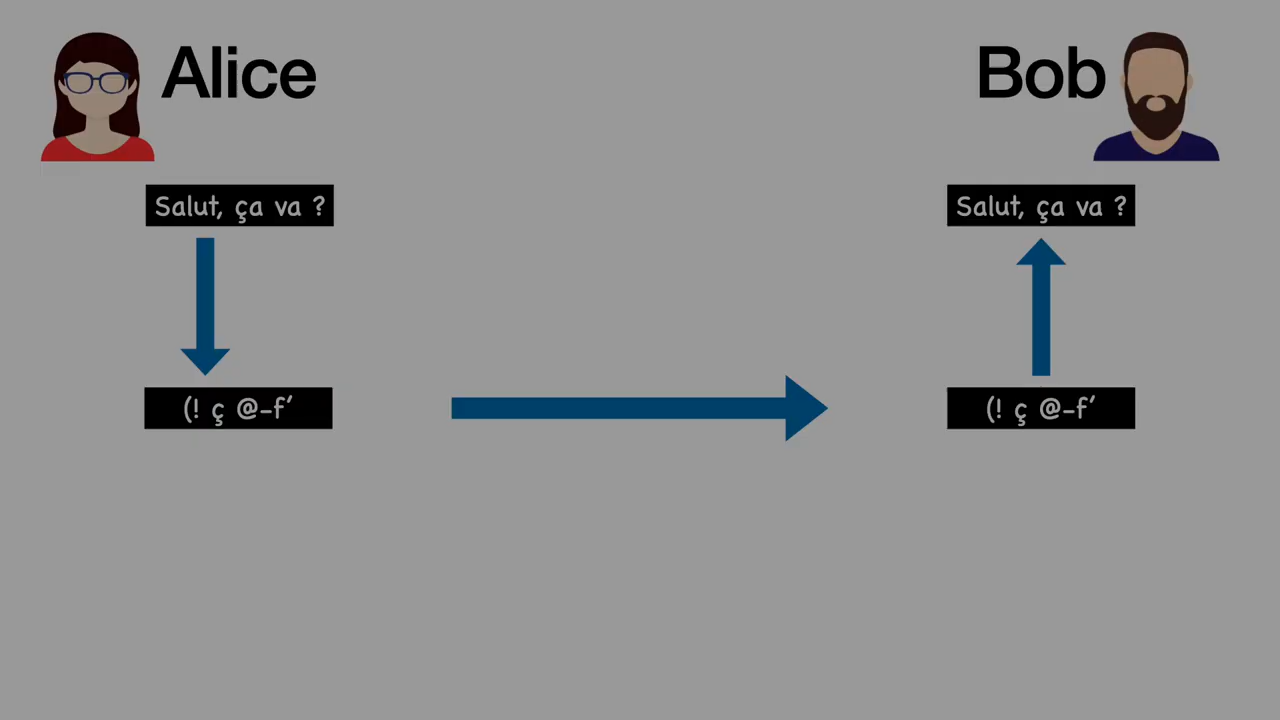 Alice
Bob
Salut, ça va ?
Salut, ça va ?
(! ç @-f'
(! ç @-f'